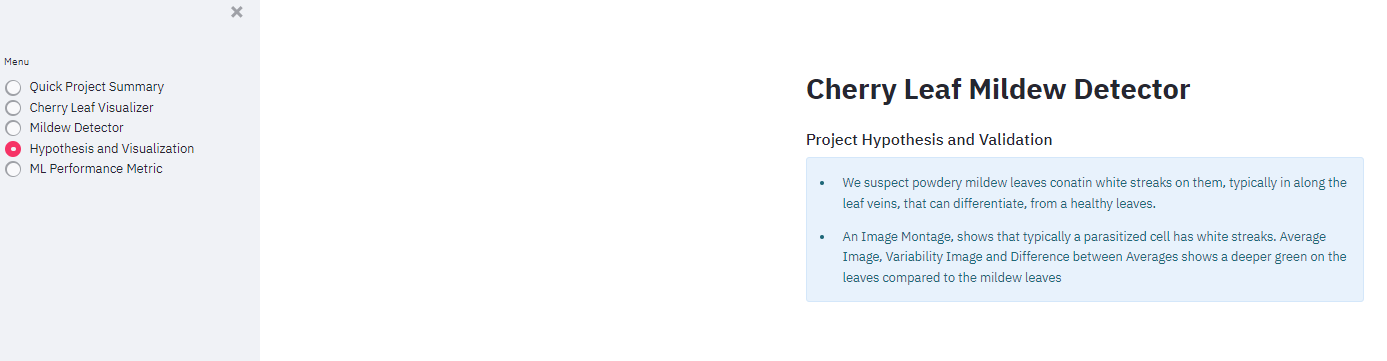 Menu
Quick Project Summary
Cherry Leaf Visualizer
Mildew Detector
Hypothesis and Visualization
ML Performance Metric
Cherry Leaf Mildew Detector
Project Hypothesis and Validation
• We suspect powdery mildew leaves conatin white streaks on them, typically in along the
leaf veins, that can differentiate, from a healthy leaves.
• An Image Montage, shows that typically a parasitized cell has white streaks. Average
Image, Variability Image and Difference between Averages shows a deeper green on the
leaves compared to the mildew leaves